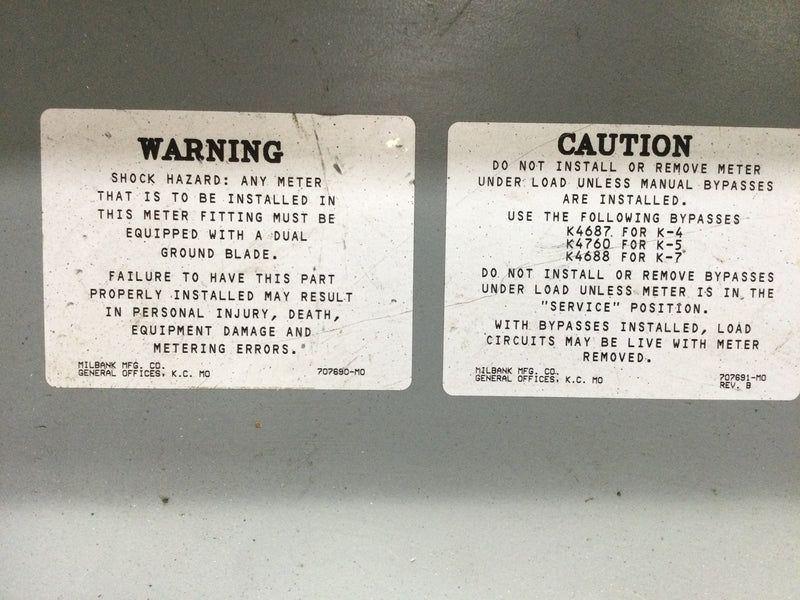 WARNING
SHOCK HAZARD: ANY METER
THAT IS TO BE INSTALLED IN
THIS METER FITTING MUST BE
EQUIPPED WITH A DUAL
GROUND BLADE.
FAILURE TO HAVE THIS PART
PROPERLY INSTALLED MAY RESULT
IN PERSONAL INJURY, DEATH,
EQUIPMENT DAMAGE AND
METERING ERRORS.
MILBANK MFG. CO.
GENERAL OFFICES, K.C. MO
707690-MO
CAUTION
DO NOT INSTALL OR REMOVE METER
UNDER LOAD UNLESS MANUAL BYPASSES
ARE INSTALLED.
USE THE FOLLOWING BYPASSES
K4687 FOR K-4
K4760 FOR K-5
K4688 FOR K-7
DO NOT INSTALL OR REMOVE BYPASSES
UNDER LOAD UNLESS METER IS IN THE
"SERVICE" POSITION.
WITH BYPASSES INSTALLED, LOAD
CIRCUITS MAY BE LIVE WITH METER
REMOVED.
MILBANK MFG. CO.
GENERAL OFFICES, K.C. MO
707691-MO
REV. B